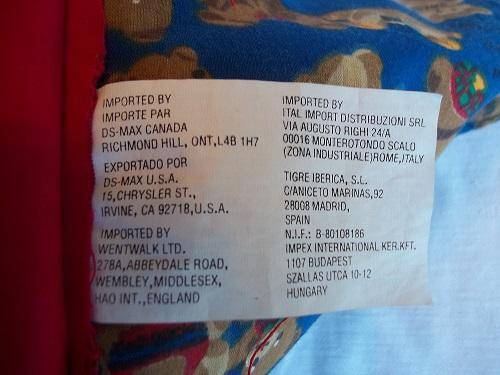 IMPORTED BY
IMPORTE PAR
DS-MAX CANADA
RICHMOND HILL, ONT,L4B 1H7
EXPORTADO POR
DS-MAX U.S.A.
15,CHRYSLER ST.,
IRVINE, CA 92718,U.S.A.
IMPORTED BY
WENTWALK LTD.
278A,ABBEYDALE ROAD,
WEMBLEY,MIDDLESEX,
HAO INT.,ENGLAND
IMPORTED BY
ITAL IMPORT DISTRIBUZIONI SRL
VIA AUGUSTO RIGHI 24/A
00016 MONTEROTONDO SCALO
(ZONA INDUSTRIALE)ROME,ITALY
TIGRE IBERICA, S.L.
C/ANICETO MARINAS,92
28008 MADRID,
SPAIN
N.I.F.: B-80108186
IMPEX INTERNATIONAL KER.KFT.
1107 BUDAPEST
SZALLAS UTCA 10-12
HUNGARY